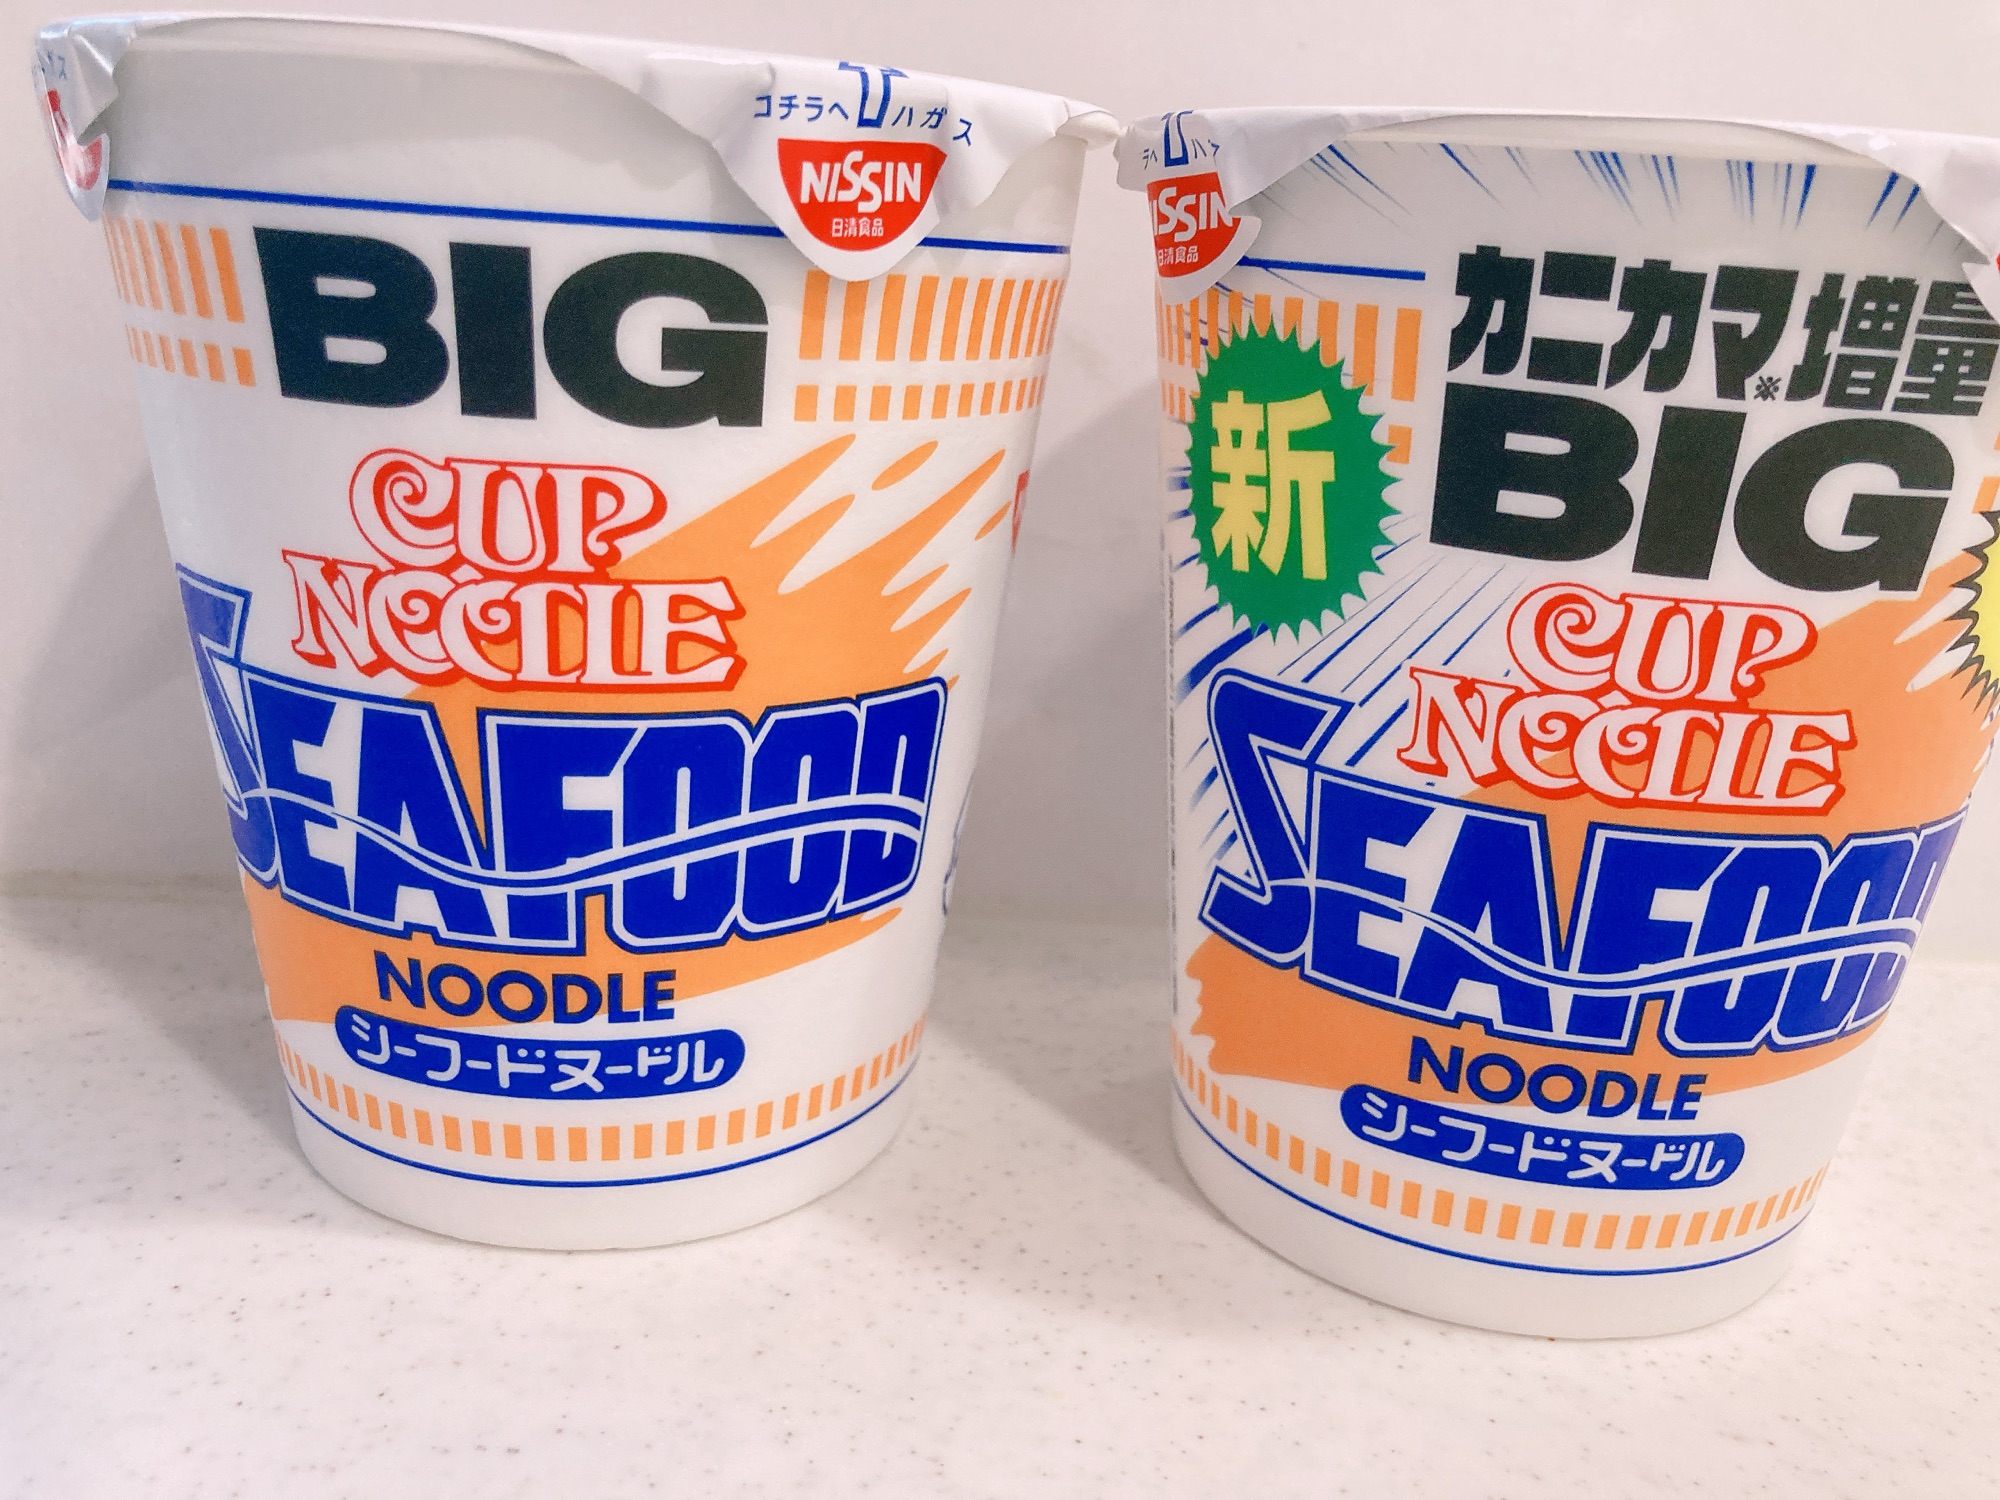 コチラヘ ハガス
NISSIN
日清食品
BIG
CUP
NOODLE
SEAFOOD
NOODLE
シーフードヌードル
NISSIN
日清食品
カニカマ※増量
新
BIG
CUP
NOODLE
SEAFOOD
NOODLE
シーフードヌードル